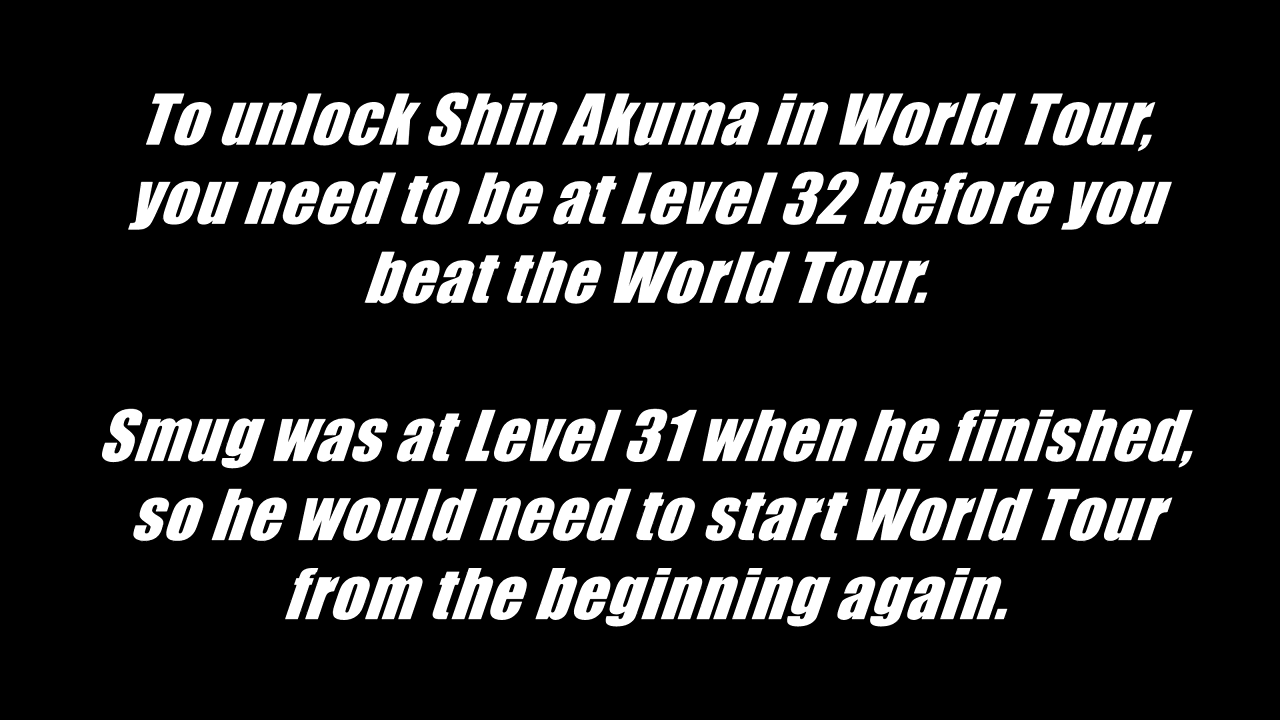 To unlock Shin Akuma in World Tour,
you need to be at Level 32 before you
beat the World Tour.
Smug was at Level 31 when he finished,
so he would need to start World Tour
from the beginning again.